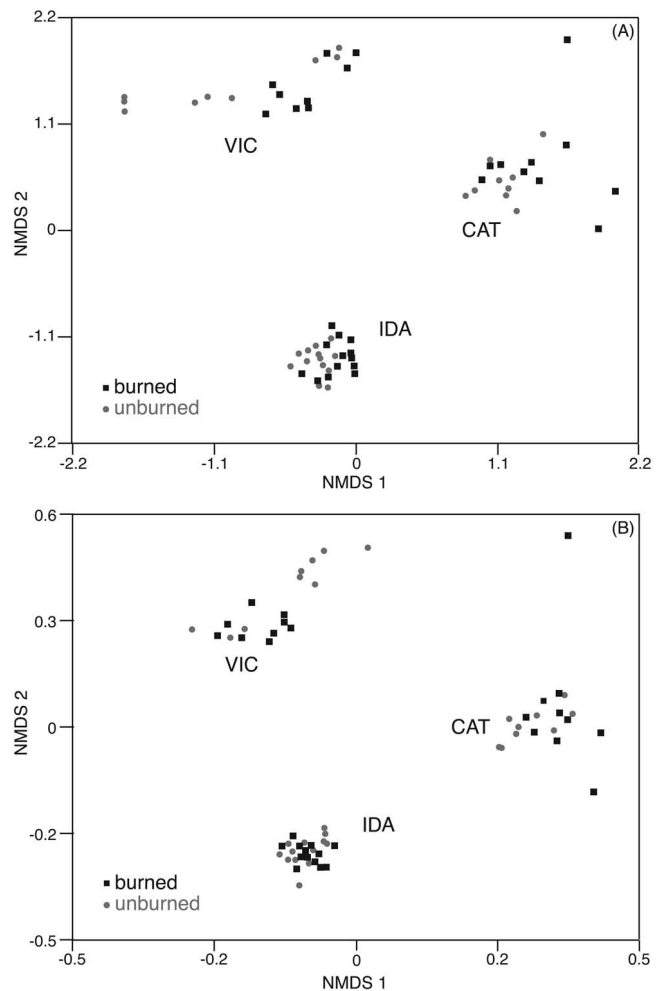 (A)
2.2
1.1
0
-1.1
-2.2
NMDS 2
VIC
CAT
IDA
burned
unburned
-2.2 -1.1 0 1.1 2.2
NMDS 1
(B)
0.6
0.3
0
-0.2
-0.5
NMDS 2
VIC
CAT
IDA
burned
unburned
-0.5 -0.2 0 0.2 0.5
NMDS 1